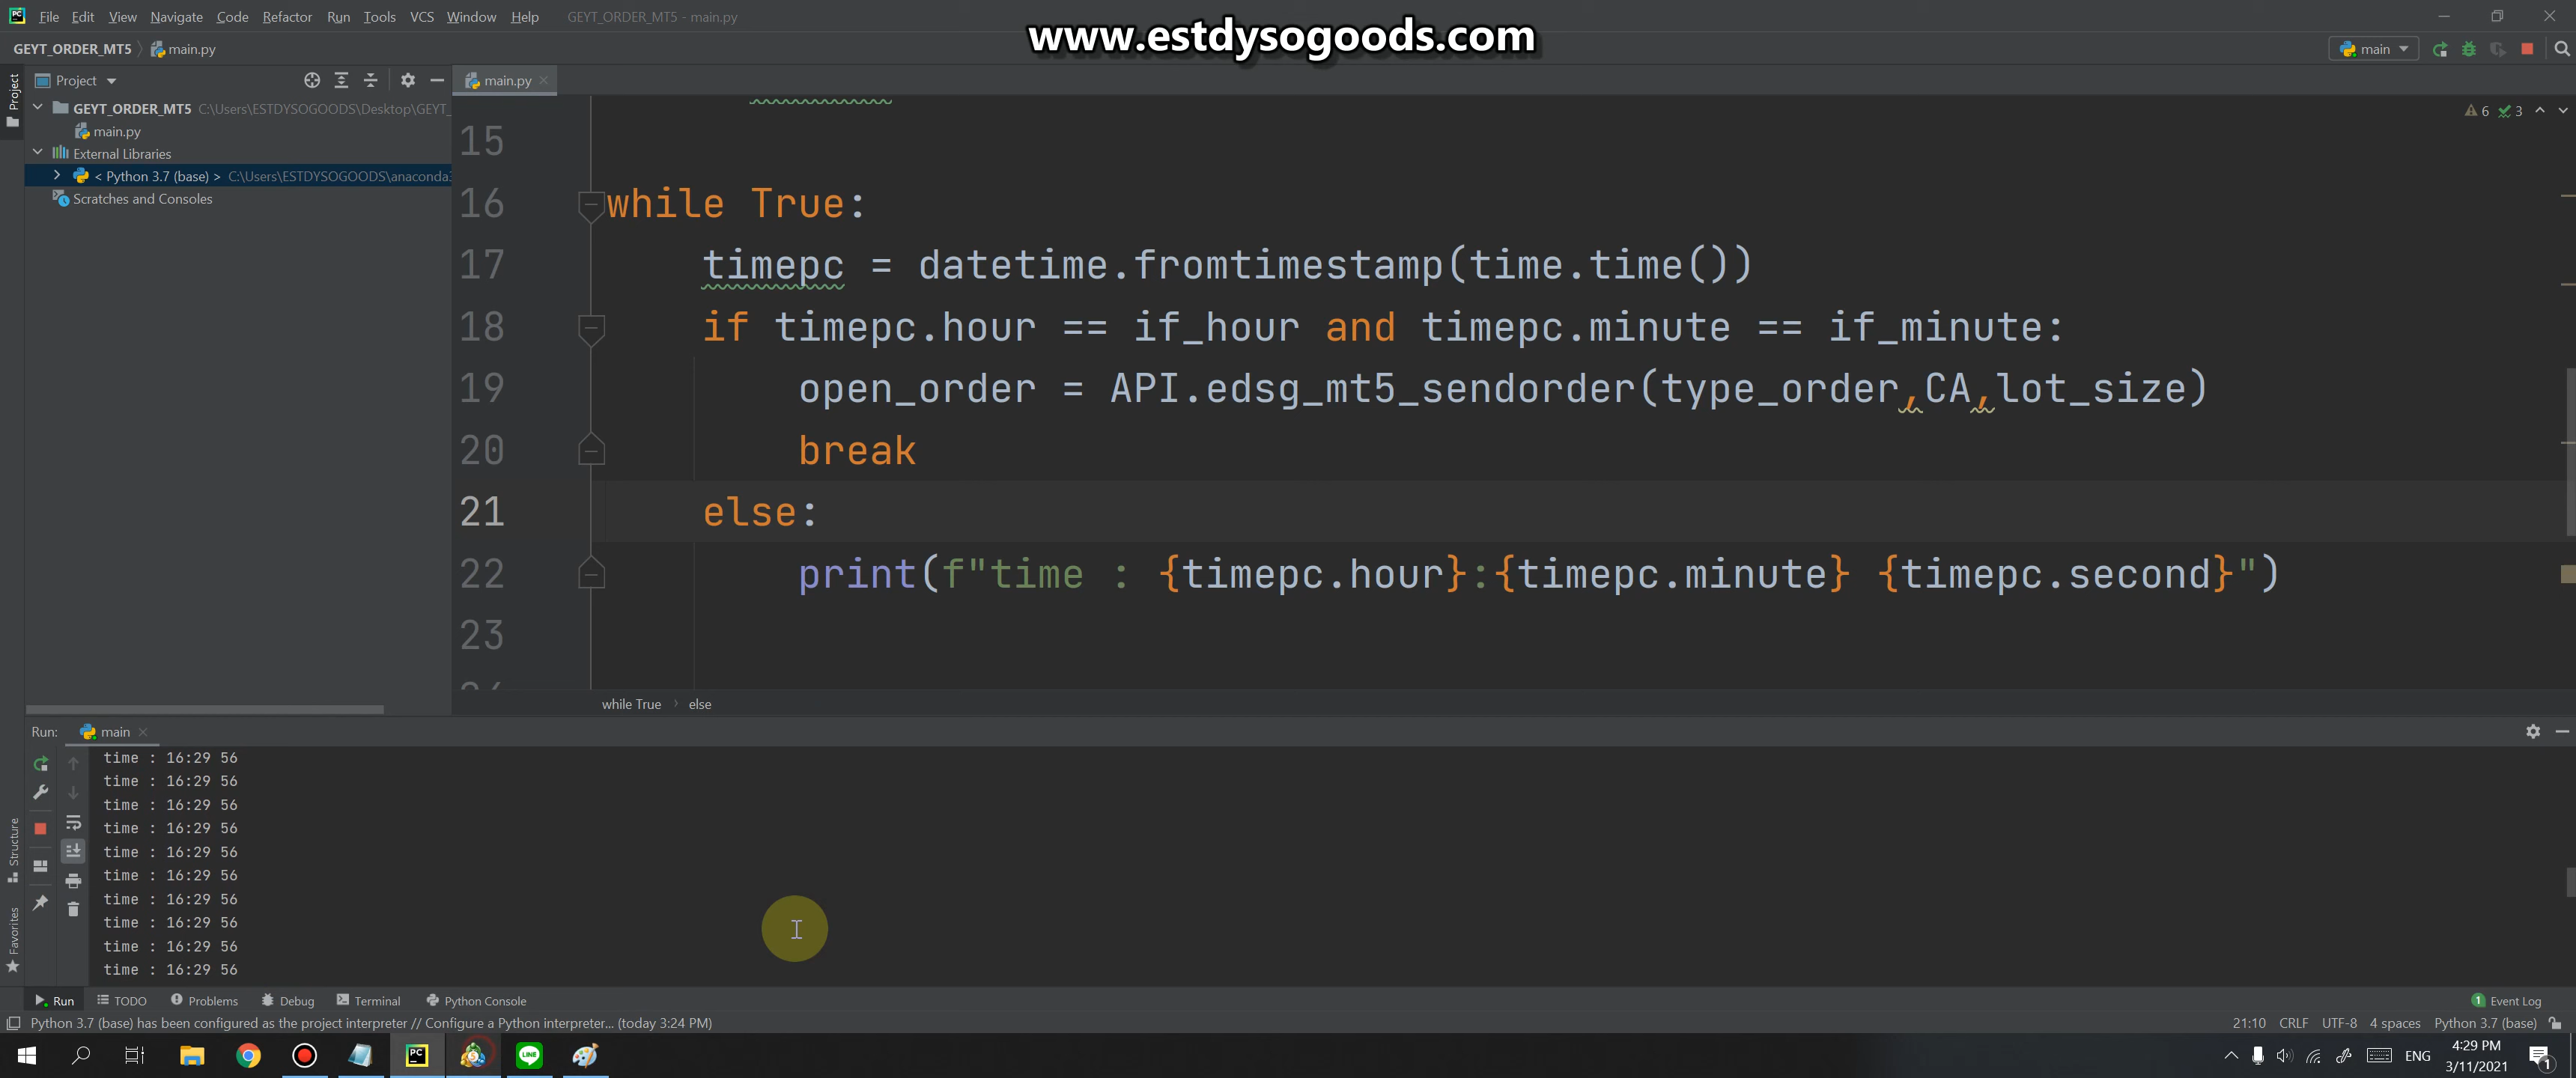 File Edit View Navigate Code Refactor Run Tools VCS Window Help GEYT_ORDER_MT5 - main.py
www.estdysogoods.com
GEYT_ORDER_MT5 main.py
main
Project
main.py
Project
GEYT_ORDER_MT5 C:\Users\ESTDYSOGOODS\Desktop\GEYT_
main.py
External Libraries
< Python 3.7 (base) > C:\Users\ESTDYSOGOODS\anaconda3
Scratches and Consoles
6 3
15
16 while True:
17 timepc = datetime.fromtimestamp(time.time())
18 if timepc.hour == if_hour and timepc.minute == if_minute:
19 open_order = API.edsg_mt5_sendorder(type_order,CA,lot_size)
20 break
21 else:
22 print(f"time : {timepc.hour}:{timepc.minute} {timepc.second}")
23
while True else
Run: main
time : 16:29 56
time : 16:29 56
time : 16:29 56
time : 16:29 56
time : 16:29 56
time : 16:29 56
time : 16:29 56
time : 16:29 56
time : 16:29 56
time : 16:29 56
Structure
Favorites
Run TODO Problems Debug Terminal Python Console
1 Event Log
Python 3.7 (base) has been configured as the project interpreter // Configure a Python interpreter... (today 3:24 PM)
21:10 CRLF UTF-8 4 spaces Python 3.7 (base)
PC
LINE
ENG
4:29 PM
3/11/2021
1